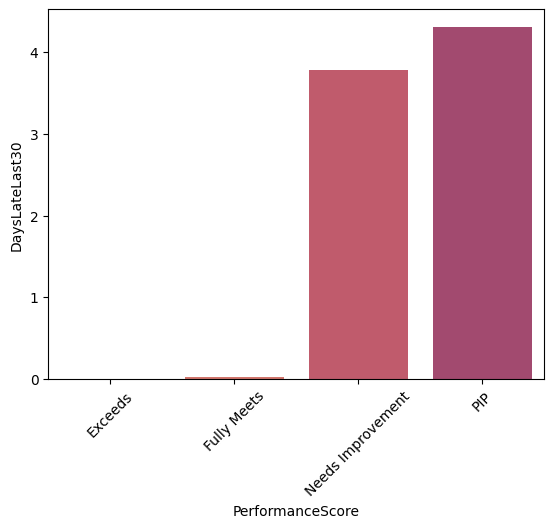 4
3
2
1
0
DaysLateLast30
Exceeds
Fully Meets
Needs Improvement
PIP
PerformanceScore